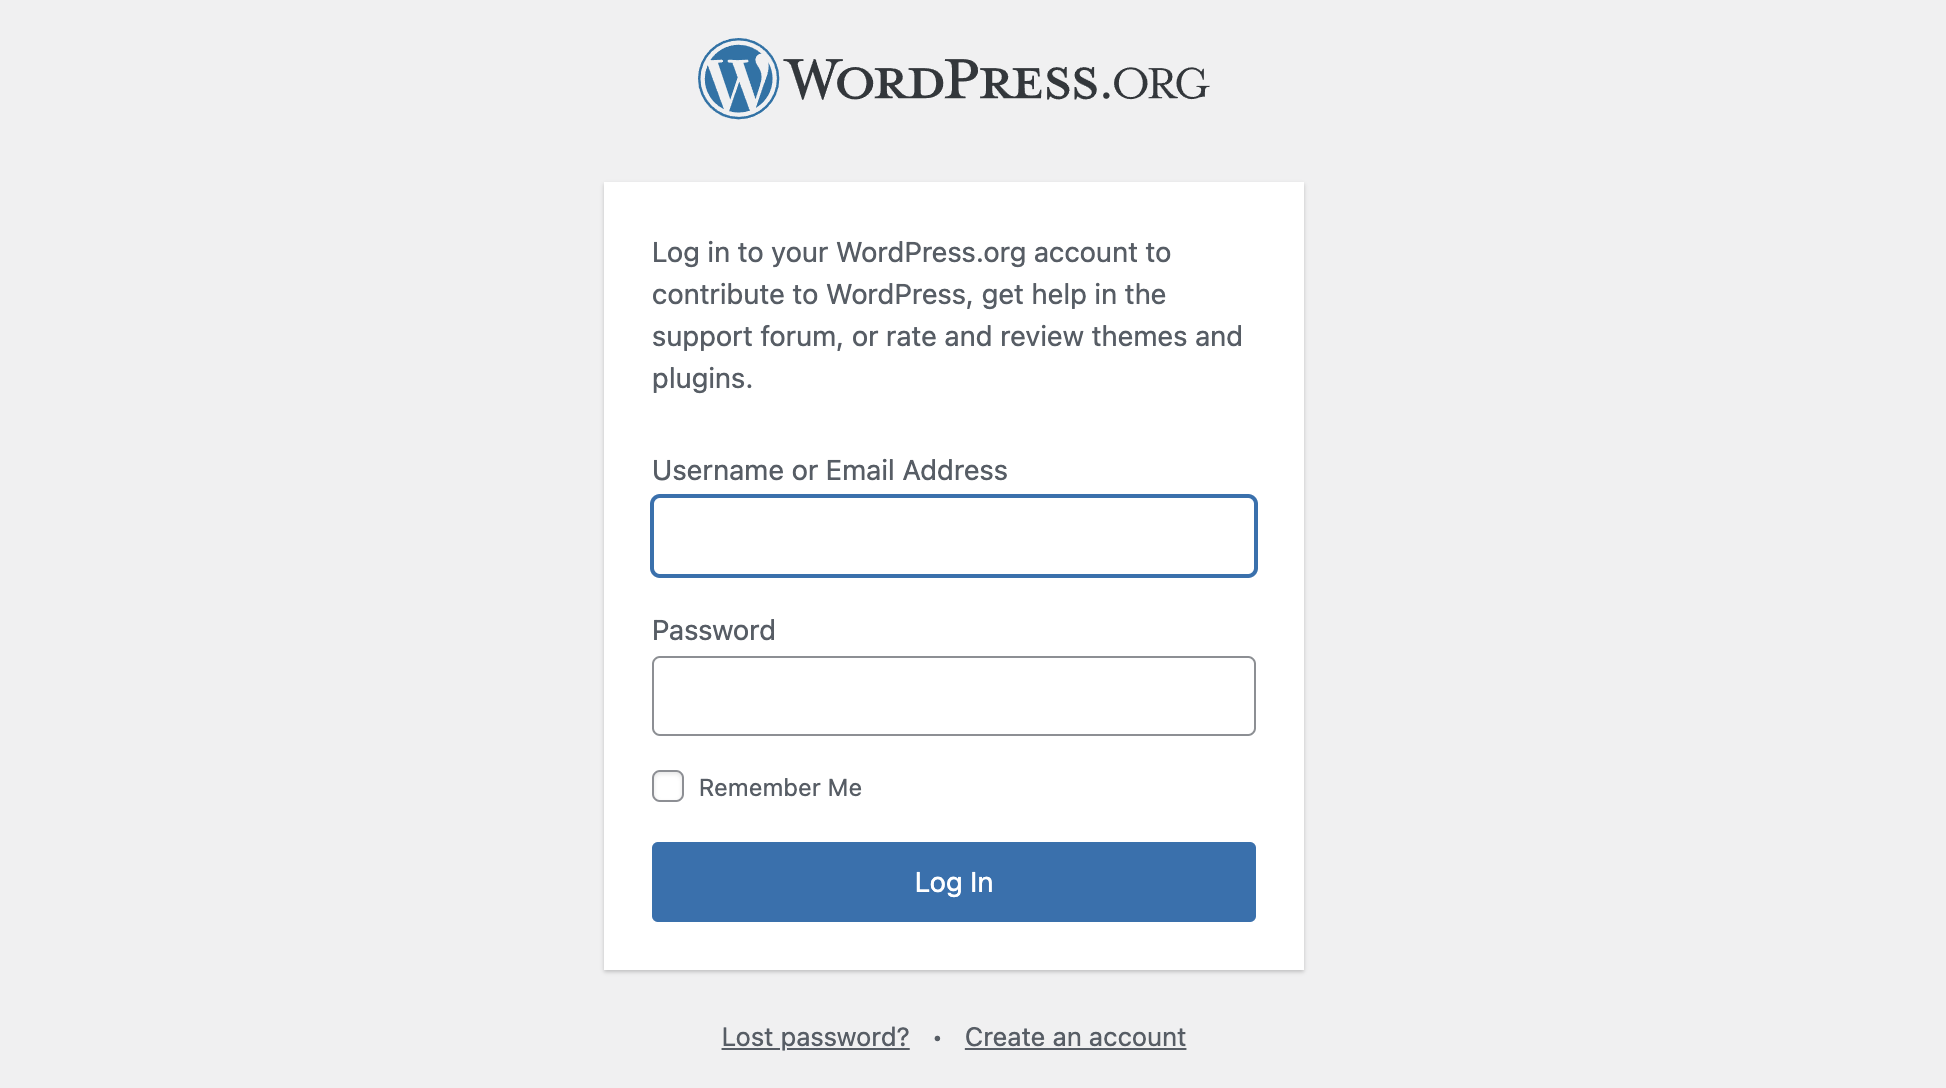 WORDPRESS.ORG
Log in to your WordPress.org account to
contribute to WordPress, get help in the
support forum, or rate and review themes and
plugins.
Username or Email Address
Password
Remember Me
Log In
Lost password? • Create an account